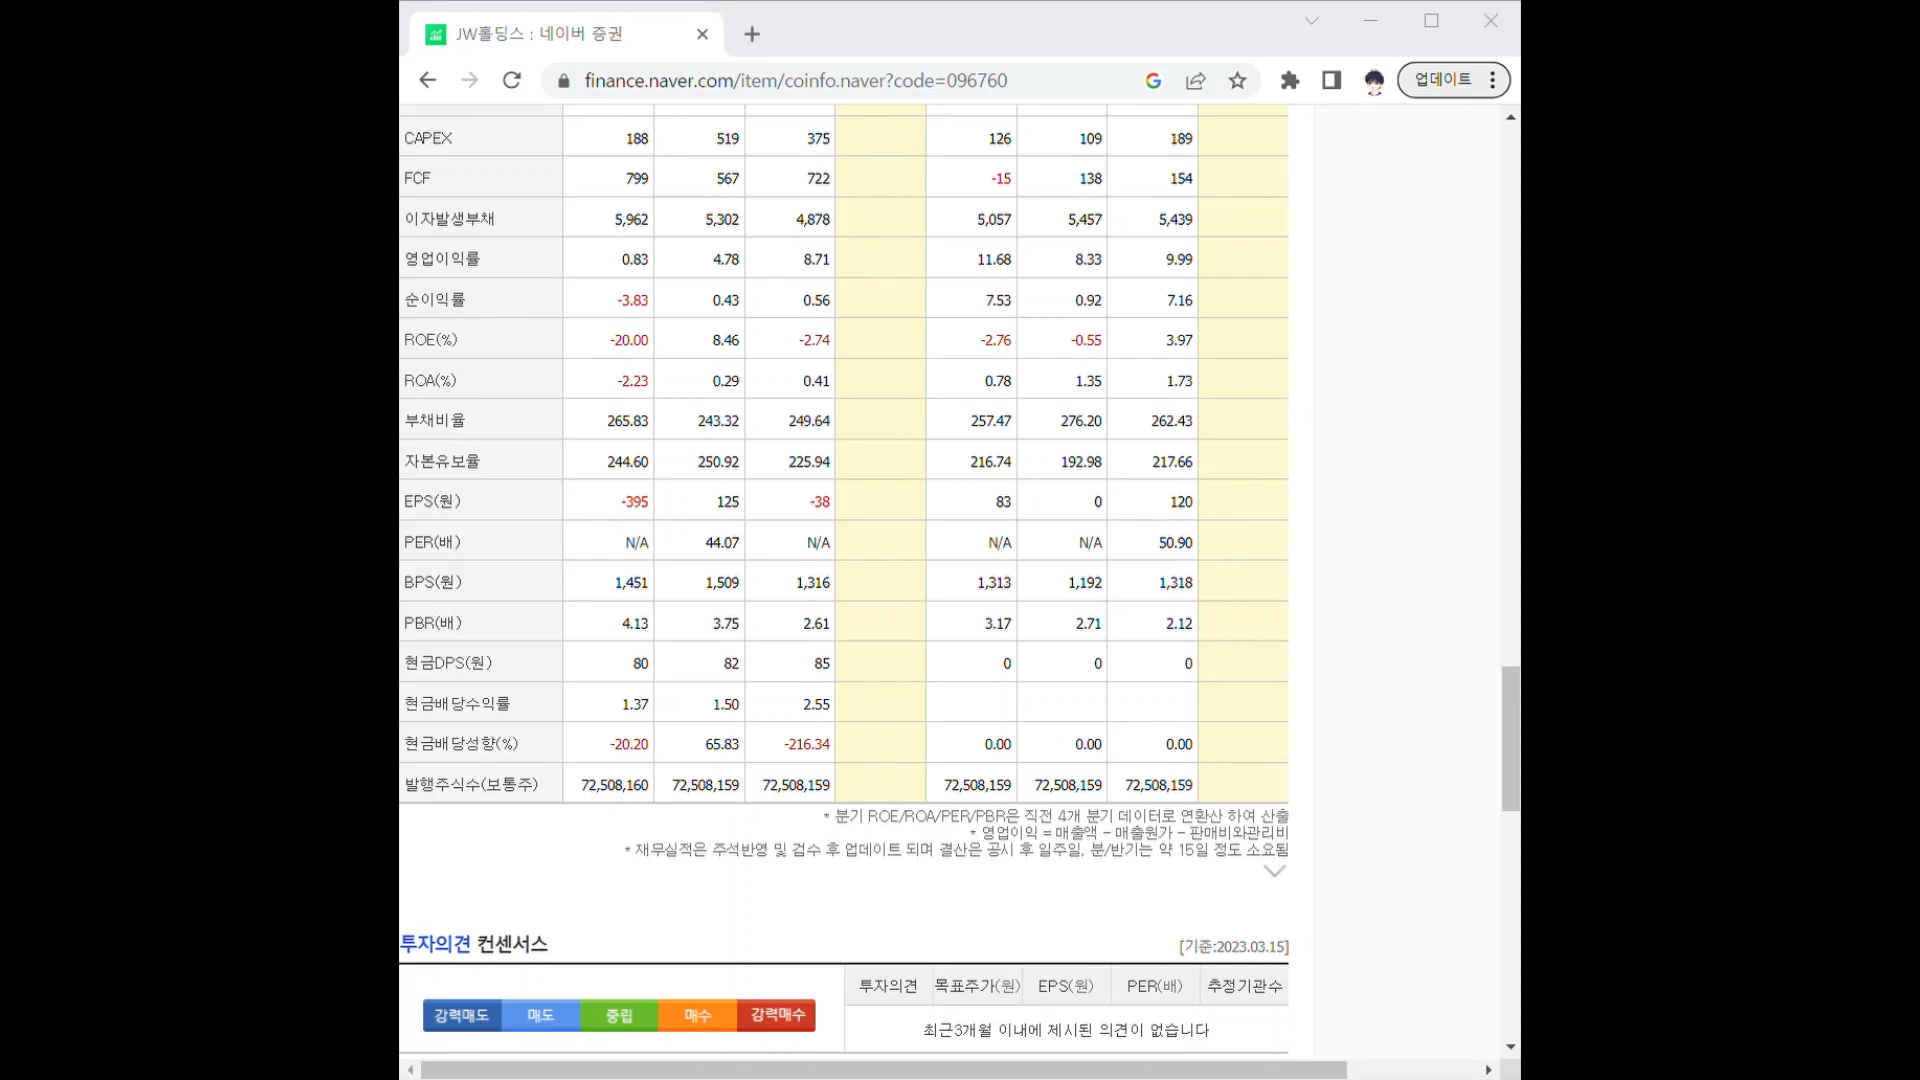 JW홀딩스 : 네이버 증권
finance.naver.com/item/coinfo.naver?code=096760
업데이트
CAPEX 188 519 375 126 109 189
FCF 799 567 722 -15 138 154
이자발생부채 5,962 5,302 4,878 5,057 5,457 5,439
영업이익률 0.83 4.78 8.71 11.68 8.33 9.99
순이익률 -3.83 0.43 0.56 7.53 0.92 7.16
ROE(%) -20.00 8.46 -2.74 -2.76 -0.55 3.97
ROA(%) -2.23 0.29 0.41 0.78 1.35 1.73
부채비율 265.83 243.32 249.64 257.47 276.20 262.43
자본유보율 244.60 250.92 225.94 216.74 192.98 217.66
EPS(원) -395 125 -38 83 0 120
PER(배) N/A 44.07 N/A N/A N/A 50.90
BPS(원) 1,451 1,509 1,316 1,313 1,192 1,318
PBR(배) 4.13 3.75 2.61 3.17 2.71 2.12
현금DPS(원) 80 82 85 0 0 0
현금배당수익률 1.37 1.50 2.55
현금배당성향(%) -20.20 65.83 -216.34 0.00 0.00 0.00
발행주식수(보통주) 72,508,160 72,508,159 72,508,159 72,508,159 72,508,159 72,508,159
* 분기 ROE/ROA/PER/PBR은 직전 4개 분기 데이터로 연환산 하여 산출
* 영업이익 = 매출액 - 매출원가 - 판매비와관리비
* 재무실적은 주석반영 및 검수 후 업데이트 되며 결산은 공시 후 일주일, 분/반기는 약 15일 정도 소요됨
투자의견 컨센서스 [기준:2023.03.15]
투자의견 목표주가(원) EPS(원) PER(배) 추정기관수
강력매도 매도 중립 매수 강력매수
최근3개월 이내에 제시된 의견이 없습니다